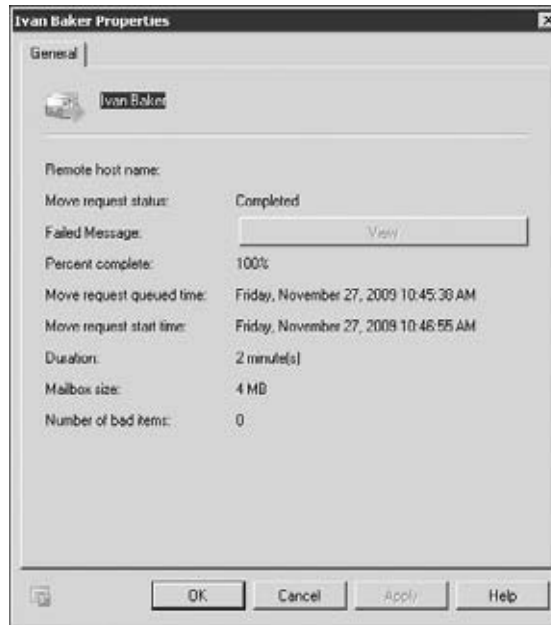 Ivan Baker Properties
General
Ivan Baker
Remote host name:
Move request status: Completed
Failed Message: View
Percent complete: 100%
Move request queued time: Friday, November 27, 2009 10:45:38 AM
Move request start time: Friday, November 27, 2009 10:46:55 AM
Duration: 2 minute(s)
Mailbox size: 4 MB
Number of bad items: 0
OK Cancel Apply Help